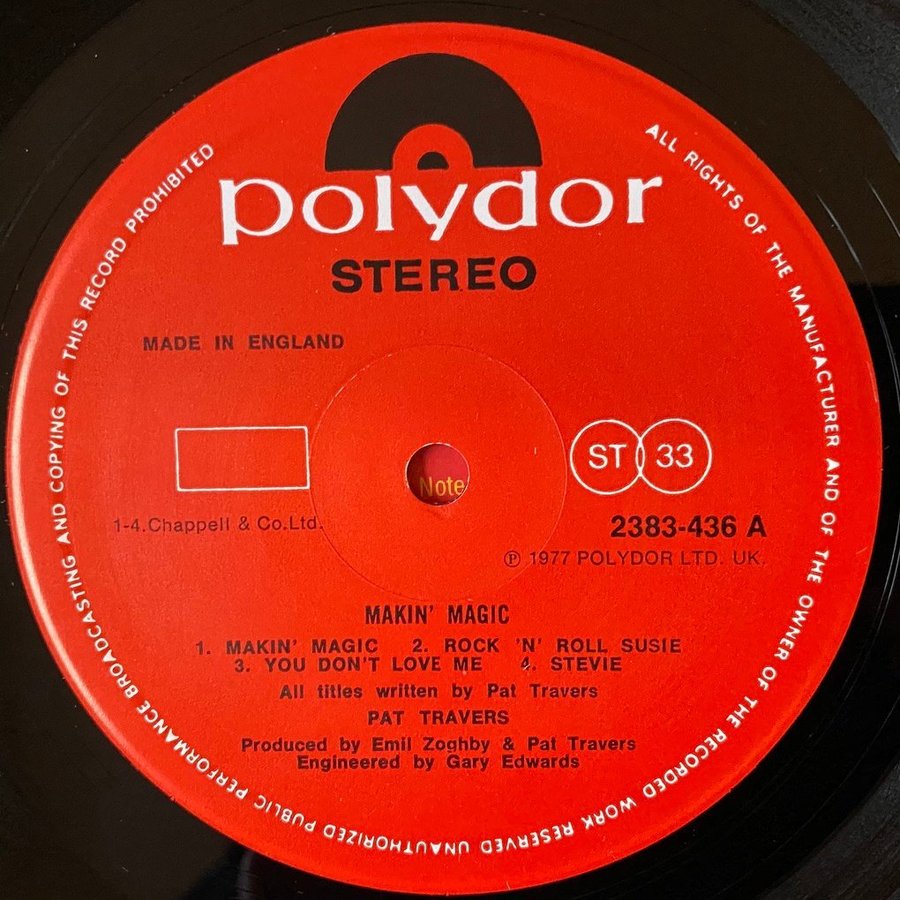 polydor
STEREO
MADE IN ENGLAND
ST 33
Note
1-4.Chappell & Co.Ltd.
2383-436 A
℗ 1977 POLYDOR LTD. UK.
MAKIN' MAGIC
1. MAKIN' MAGIC 2. ROCK 'N' ROLL SUSIE
3. YOU DON'T LOVE ME 4. STEVIE
All titles written by Pat Travers
PAT TRAVERS
Produced by Emil Zoghby & Pat Travers
Engineered by Gary Edwards
ALL RIGHTS OF THE MANUFACTURER AND OF THE OWNER OF THE RECORDED WORK RESERVED UNAUTHORIZED PUBLIC PERFORMANCE BROADCASTING AND COPYING OF THIS RECORD PROHIBITED